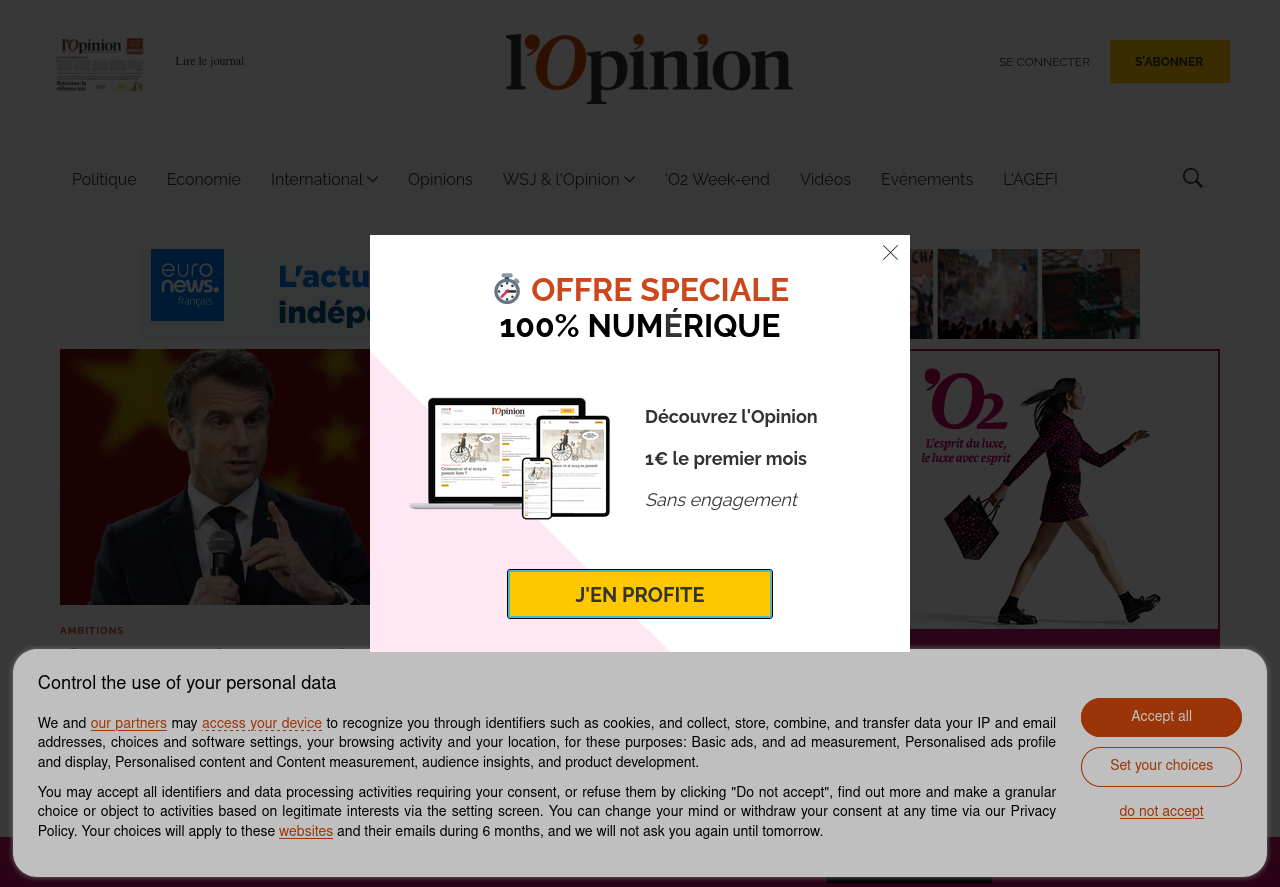 l'Opinion
Lire le journal
l'Opinion
SE CONNECTER
S'ABONNER
Politique
Economie
International
Opinions
WSJ & l'Opinion
'O2 Week-end
Vidéos
Evénements
L'AGEFI
euro
news.
français
L'actu
indép
OFFRE SPECIALE
100% NUMÉRIQUE
Découvrez l'Opinion
1€ le premier mois
Sans engagement
J'EN PROFITE
'O2
L'esprit du luxe,
le luxe avec esprit
AMBITIONS
Control the use of your personal data
We and our partners may access your device to recognize you through identifiers such as cookies, and collect, store, combine, and transfer data your IP and email
addresses, choices and software settings, your browsing activity and your location, for these purposes: Basic ads, and ad measurement, Personalised ads profile
and display, Personalised content and Content measurement, audience insights, and product development.
You may accept all identifiers and data processing activities requiring your consent, or refuse them by clicking "Do not accept", find out more and make a granular
choice or object to activities based on legitimate interests via the setting screen. You can change your mind or withdraw your consent at any time via our Privacy
Policy. Your choices will apply to these websites and their emails during 6 months, and we will not ask you again until tomorrow.
Accept all
Set your choices
do not accept